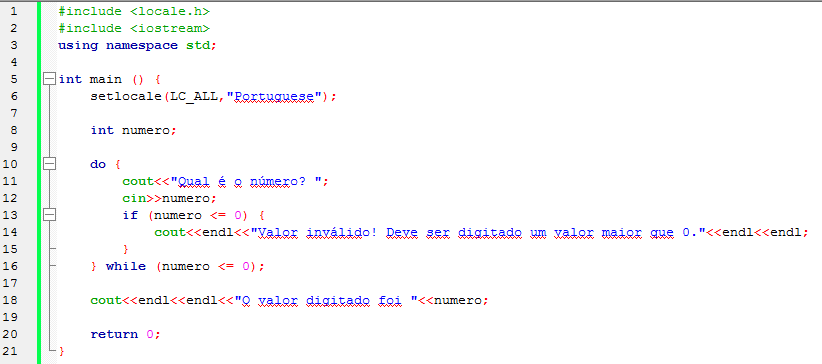 1 #include <locale.h>
2 #include <iostream>
3 using namespace std;
4
5 int main () {
6 setlocale(LC_ALL,"Portuguese");
7
8 int numero;
9
10 do {
11 cout<<"Qual é o número? ";
12 cin>>numero;
13 if (numero <= 0) {
14 cout<<endl<<"Valor inválido! Deve ser digitado um valor maior que 0."<<endl<<endl;
15 }
16 } while (numero <= 0);
17
18 cout<<endl<<endl<<"O valor digitado foi "<<numero;
19
20 return 0;
21 }